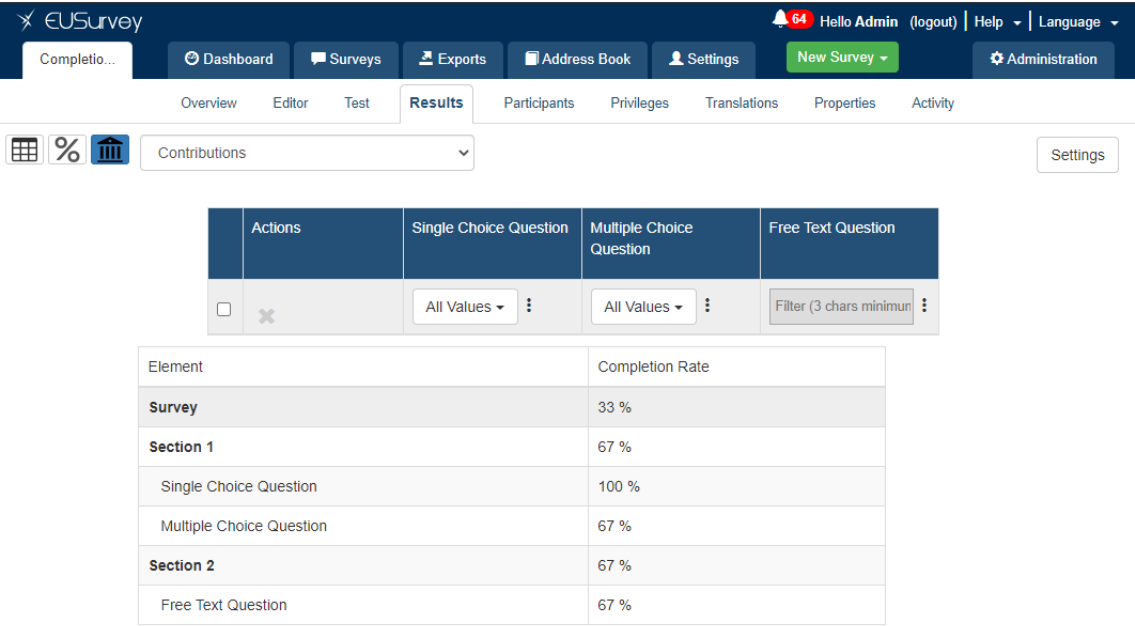 EUSurvey
64 Hello Admin (logout) Help Language
Completio... Dashboard Surveys Exports Address Book Settings New Survey Administration
Overview Editor Test Results Participants Privileges Translations Properties Activity
% Contributions Settings
Actions Single Choice Question Multiple Choice Free Text Question
Question
All Values All Values Filter (3 chars minimum
Element Completion Rate
Survey 33 %
Section 1 67 %
Single Choice Question 100 %
Multiple Choice Question 67 %
Section 2 67 %
Free Text Question 67 %